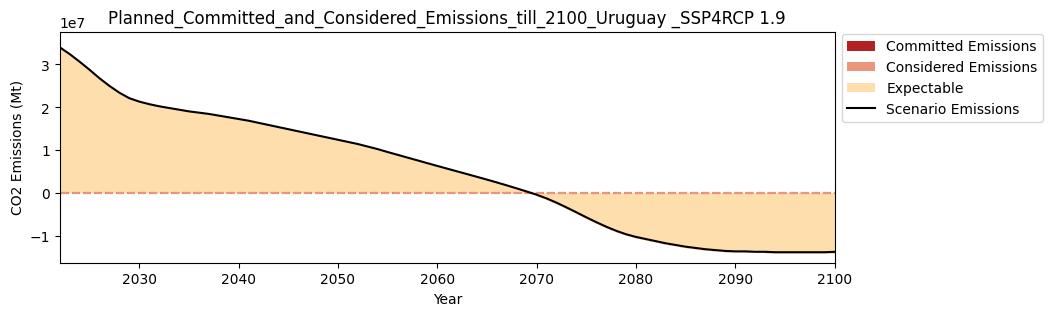 Planned_Committed_and_Considered_Emissions_till_2100_Uruguay _SSP4RCP 1.9
1e7
CO2 Emissions (Mt)
3
2
1
0
−1
2030 2040 2050 2060 2070 2080 2090 2100
Year
Committed Emissions
Considered Emissions
Expectable
Scenario Emissions